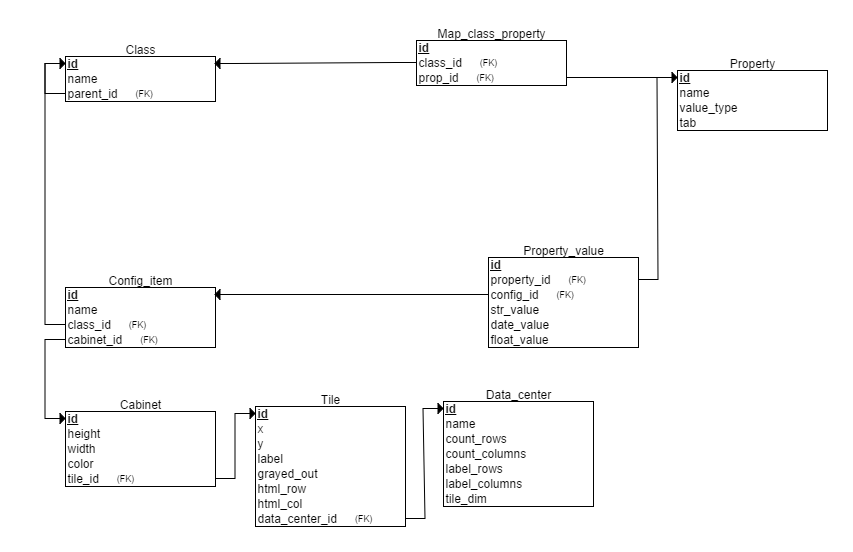 Class
id
name
parent_id (FK)
Map_class_property
id
class_id (FK)
prop_id (FK)
Property
id
name
value_type
tab
Config_item
id
name
class_id (FK)
cabinet_id (FK)
Property_value
id
property_id (FK)
config_id (FK)
str_value
date_value
float_value
Cabinet
id
height
width
color
tile_id (FK)
Tile
id
x
y
label
grayed_out
html_row
html_col
data_center_id (FK)
Data_center
id
name
count_rows
count_columns
label_rows
label_columns
tile_dim